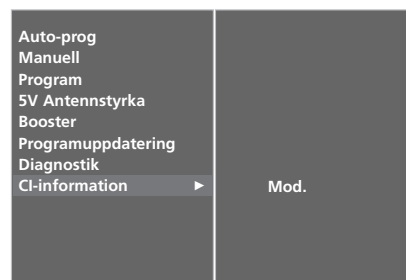 Auto-prog
Manuell
Program
5V Antennstyrka
Booster
Programuppdatering
Diagnostik
CI-information ►
Mod.